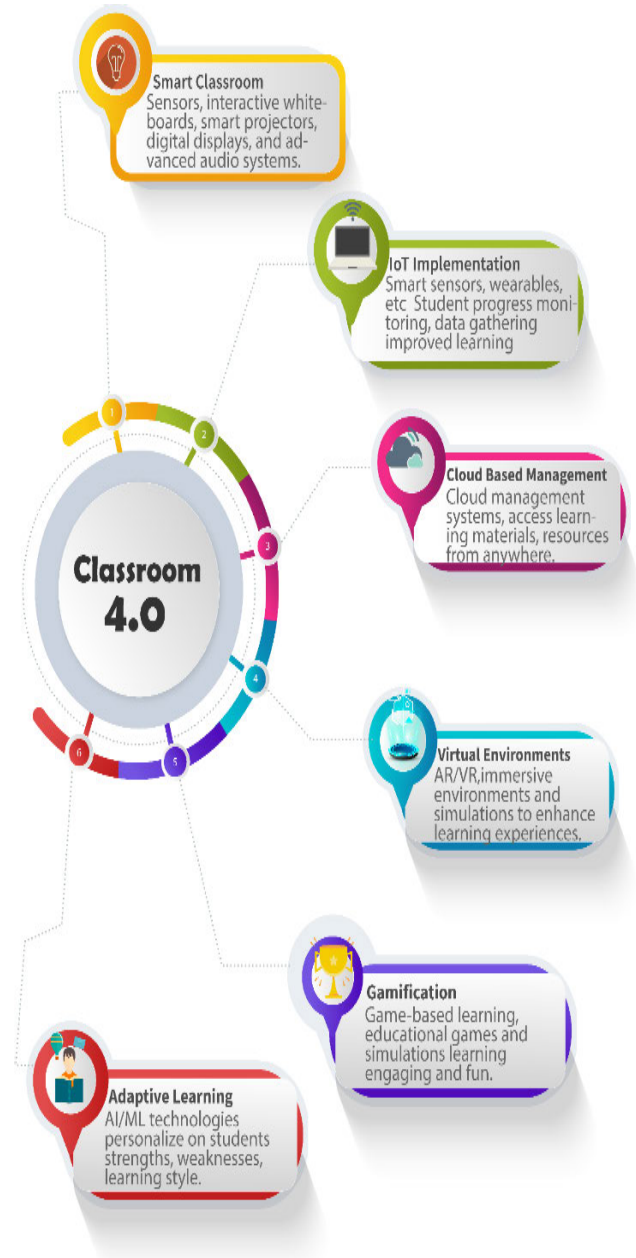 Smart Classroom
Sensors, interactive white-
boards, smart projectors,
digital displays, and ad-
vanced audio systems.
IoT Implementation
Smart sensors, wearables,
etc Student progress moni-
toring, data gathering
improved learning
1
2
Cloud Based Management
Cloud management
systems, access learn-
ing materials, resources
from anywhere.
3
Classroom
4.0
4
Virtual Environments
AR/VR,immersive
environments and
simulations to enhance
learning experiences.
5
6
Gamification
Game-based learning,
educational games and
simulations learning
engaging and fun.
Adaptive Learning
AI/ML technologies
personalize on students
strengths, weaknesses,
learning style.